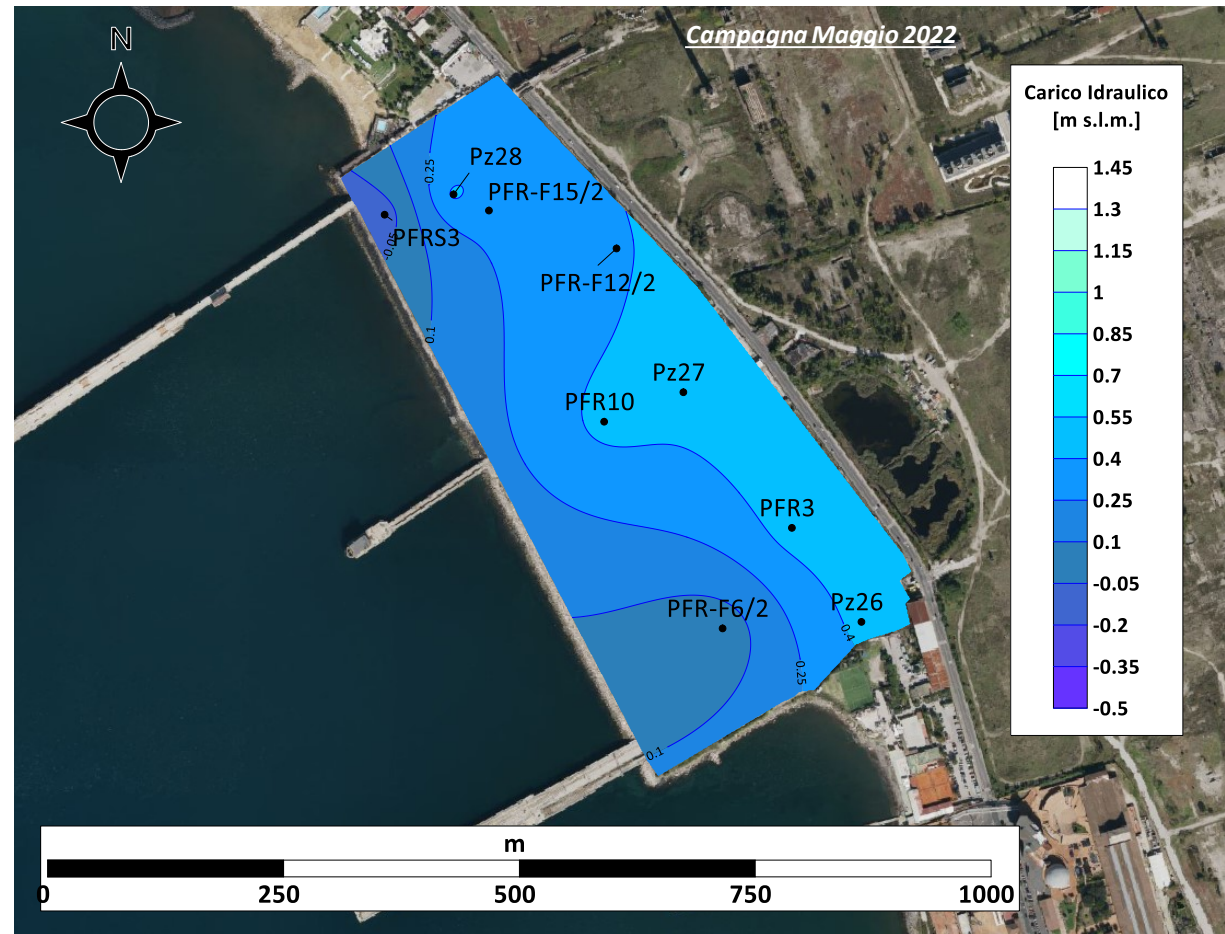 Campagna Maggio 2022
N
Carico Idraulico
[m s.l.m.]
1.45
1.3
1.15
1
0.85
0.7
0.55
0.4
0.25
0.1
-0.05
-0.2
-0.35
-0.5
Pz28
0.25
PFR-F15/2
PFRS3
-0.05
PFR-F12/2
0.1
Pz27
PFR10
PFR3
Pz26
PFR-F6/2
0.4
0.25
0.1
m
0 250 500 750 1000